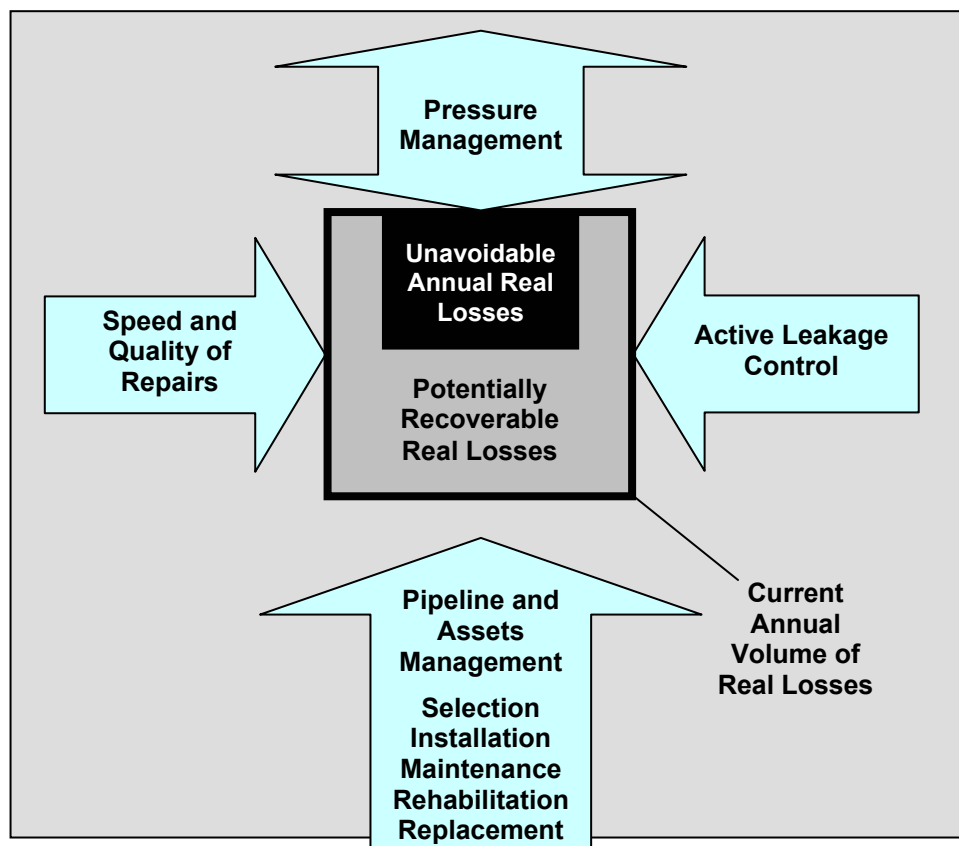 Pressure
Management
Unavoidable
Annual Real
Losses
Speed and
Quality of
Repairs
Active Leakage
Control
Potentially
Recoverable
Real Losses
Pipeline and
Assets
Management
Selection
Installation
Maintenance
Rehabilitation
Replacement
Current
Annual
Volume of
Real Losses